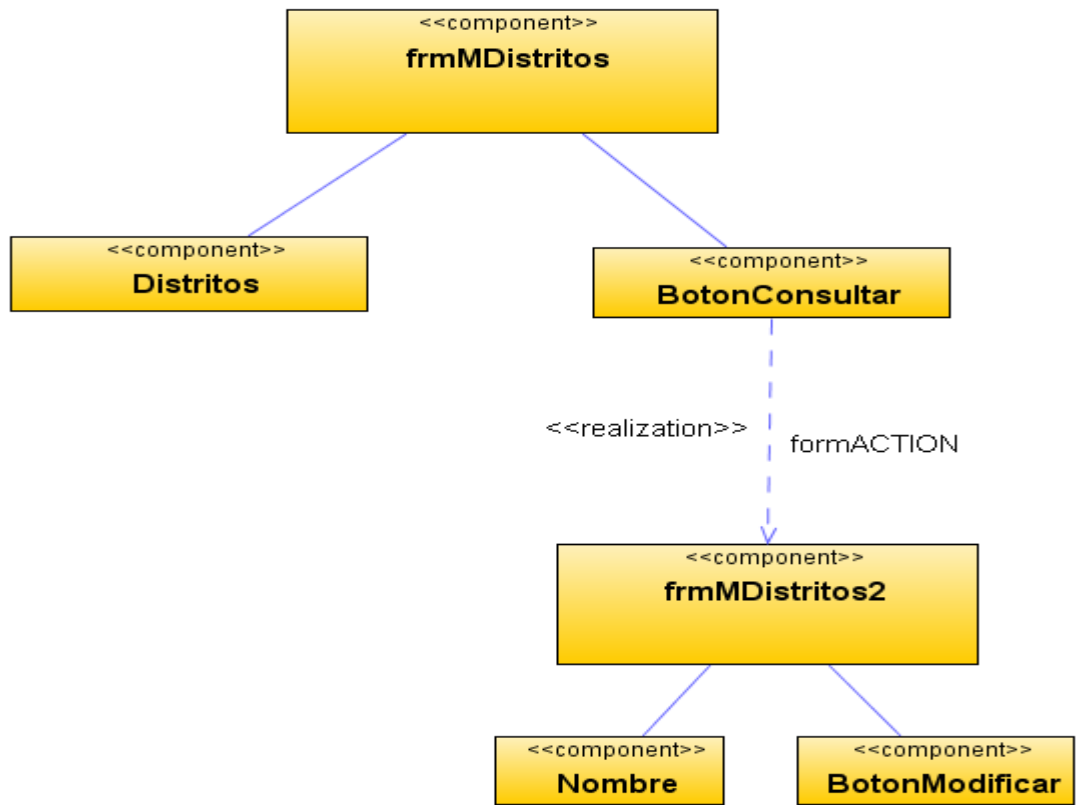 <<component>>
frmMDistritos
<<component>>
Distritos
<<component>>
BotonConsultar
<<realization>>
formACTION
<<component>>
frmMDistritos2
<<component>>
Nombre
<<component>>
BotonModificar